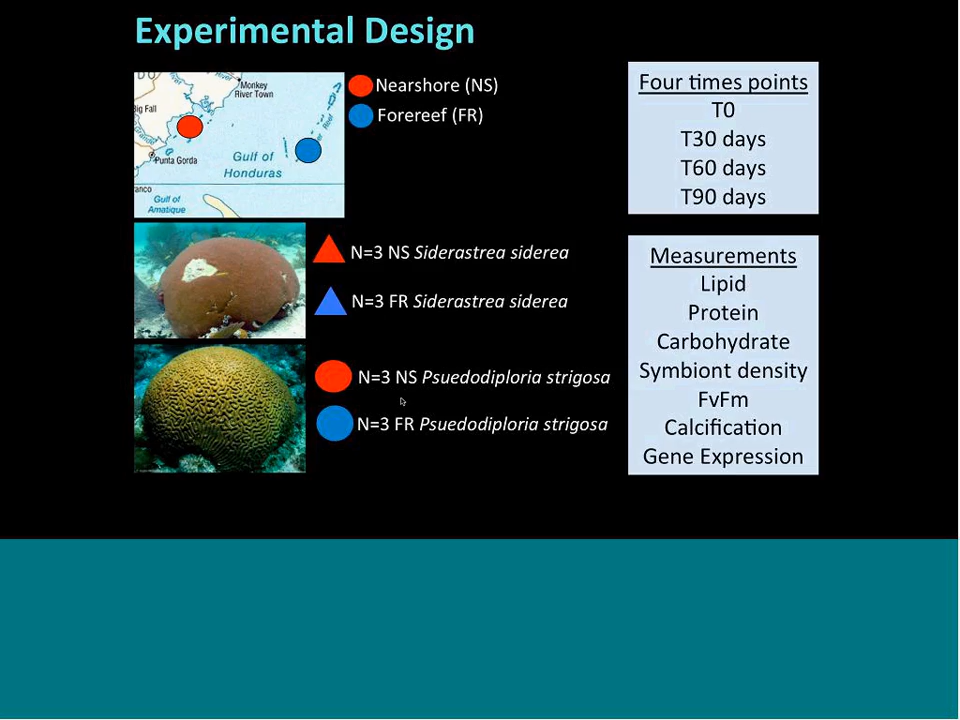 Experimental Design
Monkey
River Town
Big Fall
Punta Gorda
Gulf of
Honduras
Gulf of
Amatique
Nearshore (NS)
Forereef (FR)
N=3 NS Siderastrea siderea
N=3 FR Siderastrea siderea
N=3 NS Psuedodiploria strigosa
N=3 FR Psuedodiploria strigosa
Four times points
T0
T30 days
T60 days
T90 days
Measurements
Lipid
Protein
Carbohydrate
Symbiont density
FvFm
Calcification
Gene Expression